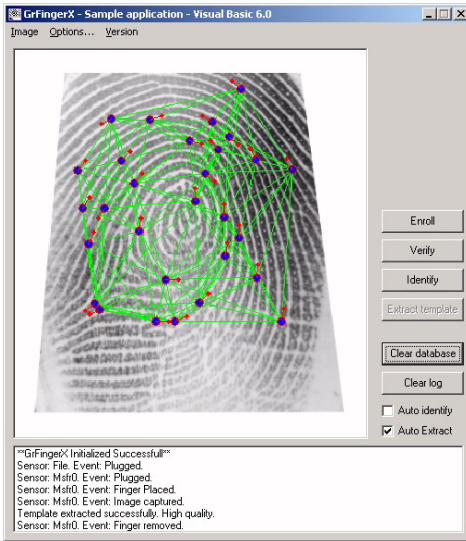 GrFingerX - Sample application - Visual Basic 6.0
Image Options... Version
Enroll
Verify
Identify
Extract template
Clear database
Clear log
Auto identify
Auto Extract
**GrFingerX Initialized Successfull**
Sensor: File. Event: Plugged.
Sensor: Msfr0. Event: Plugged.
Sensor: Msfr0. Event: Finger Placed.
Sensor: Msfr0. Event: Image captured.
Template extracted successfully. High quality.
Sensor: Msfr0. Event: Finger removed.